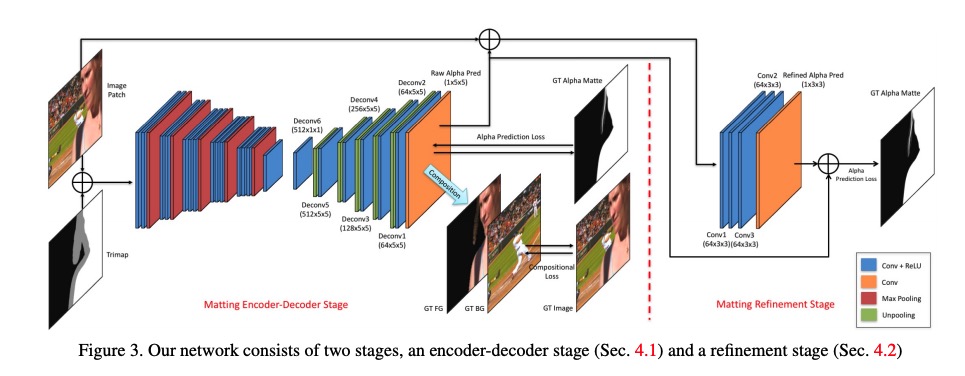 Image
Patch
Trimap
Matting Encoder-Decoder Stage
Deconv6
(512x1x1)
Deconv5
(512x5x5)
Deconv4
(256x5x5)
Deconv3
(128x5x5)
Deconv2
(64x5x5)
Deconv1
(64x5x5)
Raw Alpha Pred
(1x5x5)
Composition
GT Alpha Matte
Alpha Prediction Loss
Compositional
Loss
GT FG
GT BG
GT Image
Conv2
(64x3x3)
Refined Alpha Pred
(1x3x3)
Conv1
(64x3x3)
Conv3
(64x3x3)
GT Alpha Matte
Alpha
Prediction Loss
Matting Refinement Stage
Conv + ReLU
Conv
Max Pooling
Unpooling
Figure 3. Our network consists of two stages, an encoder-decoder stage (Sec. 4.1) and a refinement stage (Sec. 4.2)